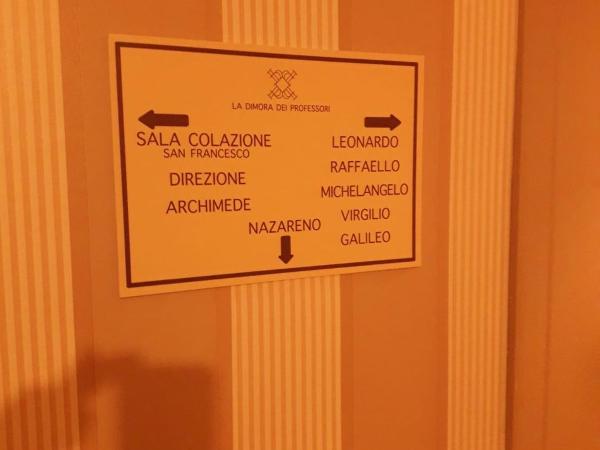 LA DIMORA DEI PROFESSORI
SALA COLAZIONE
SAN FRANCESCO
DIREZIONE
ARCHIMEDE
NAZARENO
LEONARDO
RAFFAELLO
MICHELANGELO
VIRGILIO
GALILEO